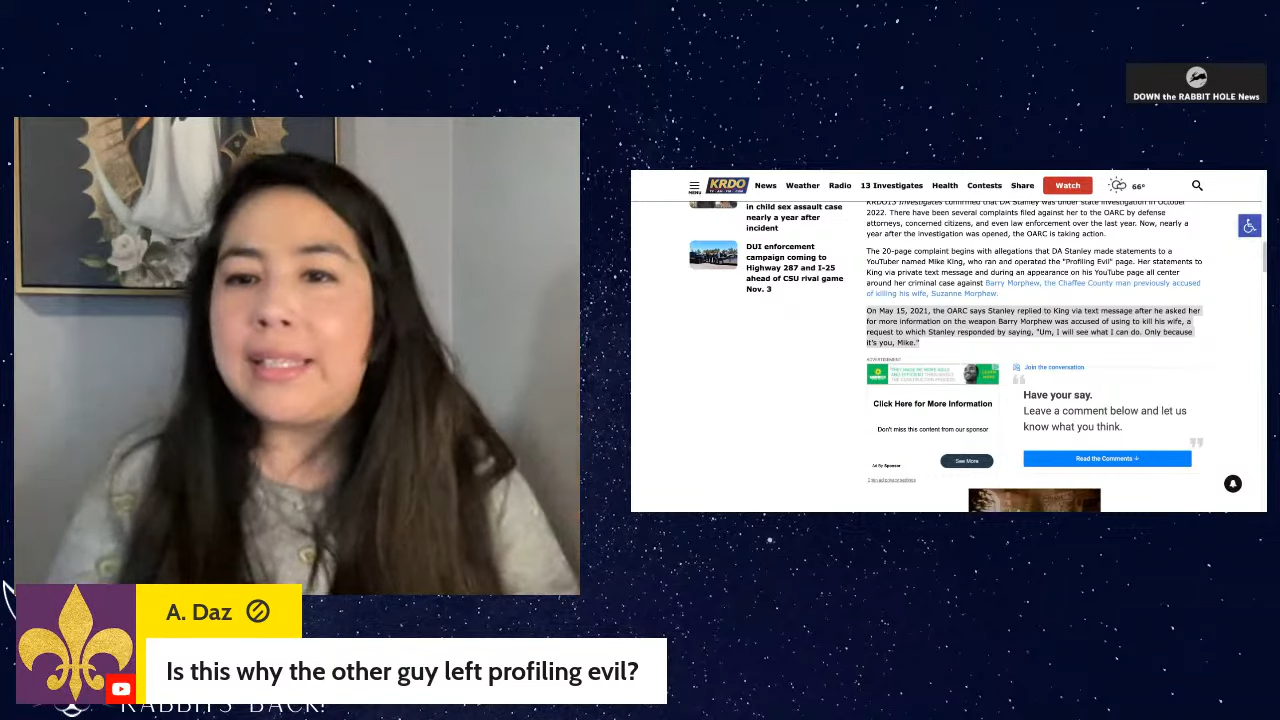 DOWN the RABBIT HOLE News
MENU
KRDO
News
Weather
Radio
13 Investigates
Health
Contests
Share
Watch
66°
in child sex assault case
nearly a year after
incident
DUI enforcement
campaign coming to
Highway 287 and I-25
ahead of CSU rival game
Nov. 3
KRDO13 Investigates confirmed that DA Stanley was under state investigation in October
2022. There have been several complaints filed against her to the OARC by defense
attorneys, concerned citizens, and even law enforcement over the last year. Now, nearly a
year after the investigation was opened, the OARC is taking action.
The 20-page complaint begins with allegations that DA Stanley made statements to a
YouTuber named Mike King, who ran and operated the "Profiling Evil" page. Her statements to
King via private text message and during an appearance on his YouTube page all center
around her criminal case against Barry Morphew, the Chaffee County man previously accused
of killing his wife, Suzanne Morphew.
On May 15, 2021, the OARC says Stanley replied to King via text message after he asked her
for more information on the weapon Barry Morphew was accused of using to kill his wife, a
request to which Stanley responded by saying, "Um, I will see what I can do. Only because
it's you, Mike."
ADVERTISEMENT
Click Here for More Information
Don't miss this content from our sponsor
Ad By Sponsor
See More
Join the conversation
Have your say.
Leave a comment below and let us
know what you think.
Read the Comments
A. Daz
Is this why the other guy left profiling evil?
RABBITS BACK!